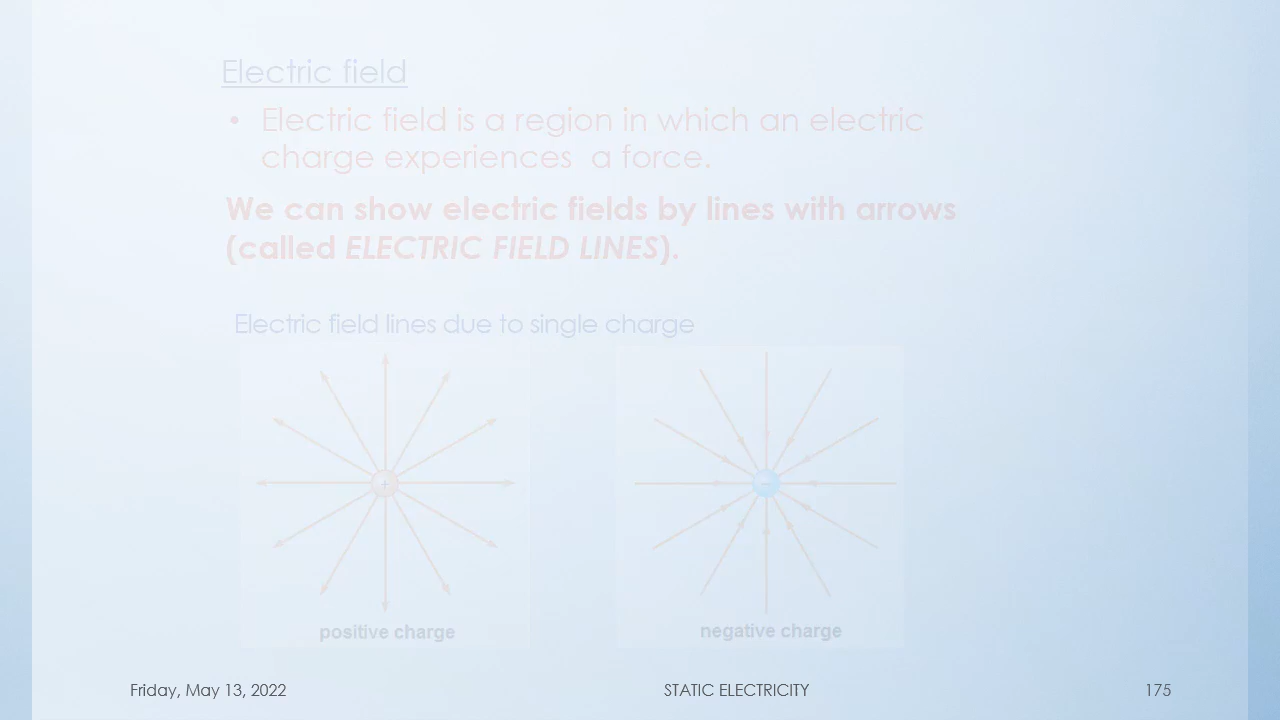 Electric field
• Electric field is a region in which an electric
charge experiences a force.
We can show electric fields by lines with arrows
(called ELECTRIC FIELD LINES).
Electric field lines due to single charge
+
−
positive charge
negative charge
Friday, May 13, 2022
STATIC ELECTRICITY
175